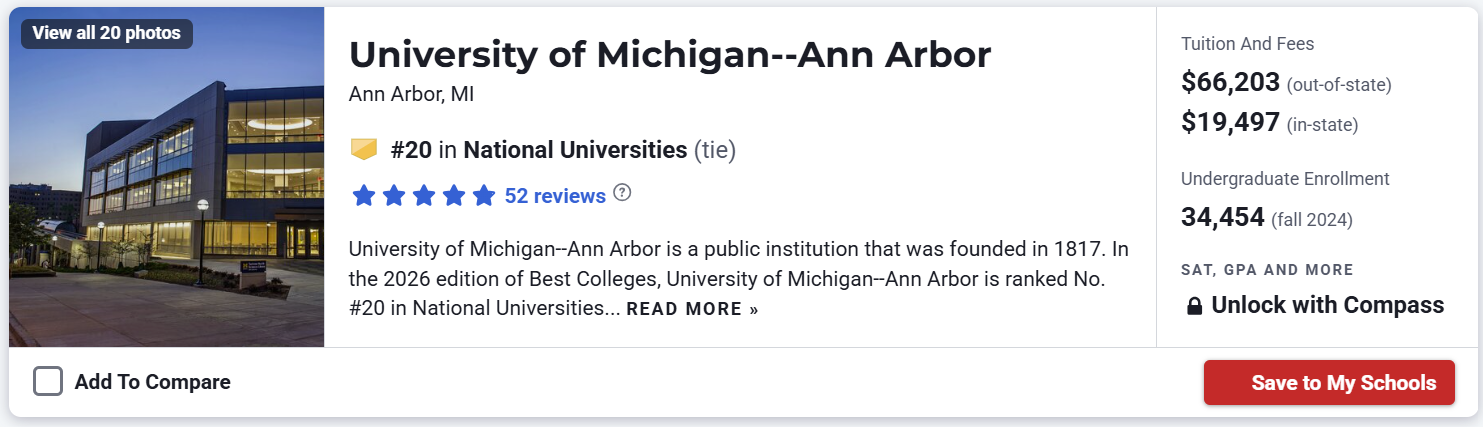 View all 20 photos
University of Michigan--Ann Arbor
Ann Arbor, MI
#20 in National Universities (tie)
52 reviews ?
University of Michigan--Ann Arbor is a public institution that was founded in 1817. In
the 2026 edition of Best Colleges, University of Michigan--Ann Arbor is ranked No.
#20 in National Universities... READ MORE »
Tuition And Fees
$66,203 (out-of-state)
$19,497 (in-state)
Undergraduate Enrollment
34,454 (fall 2024)
SAT, GPA AND MORE
Unlock with Compass
Add To Compare
Save to My Schools